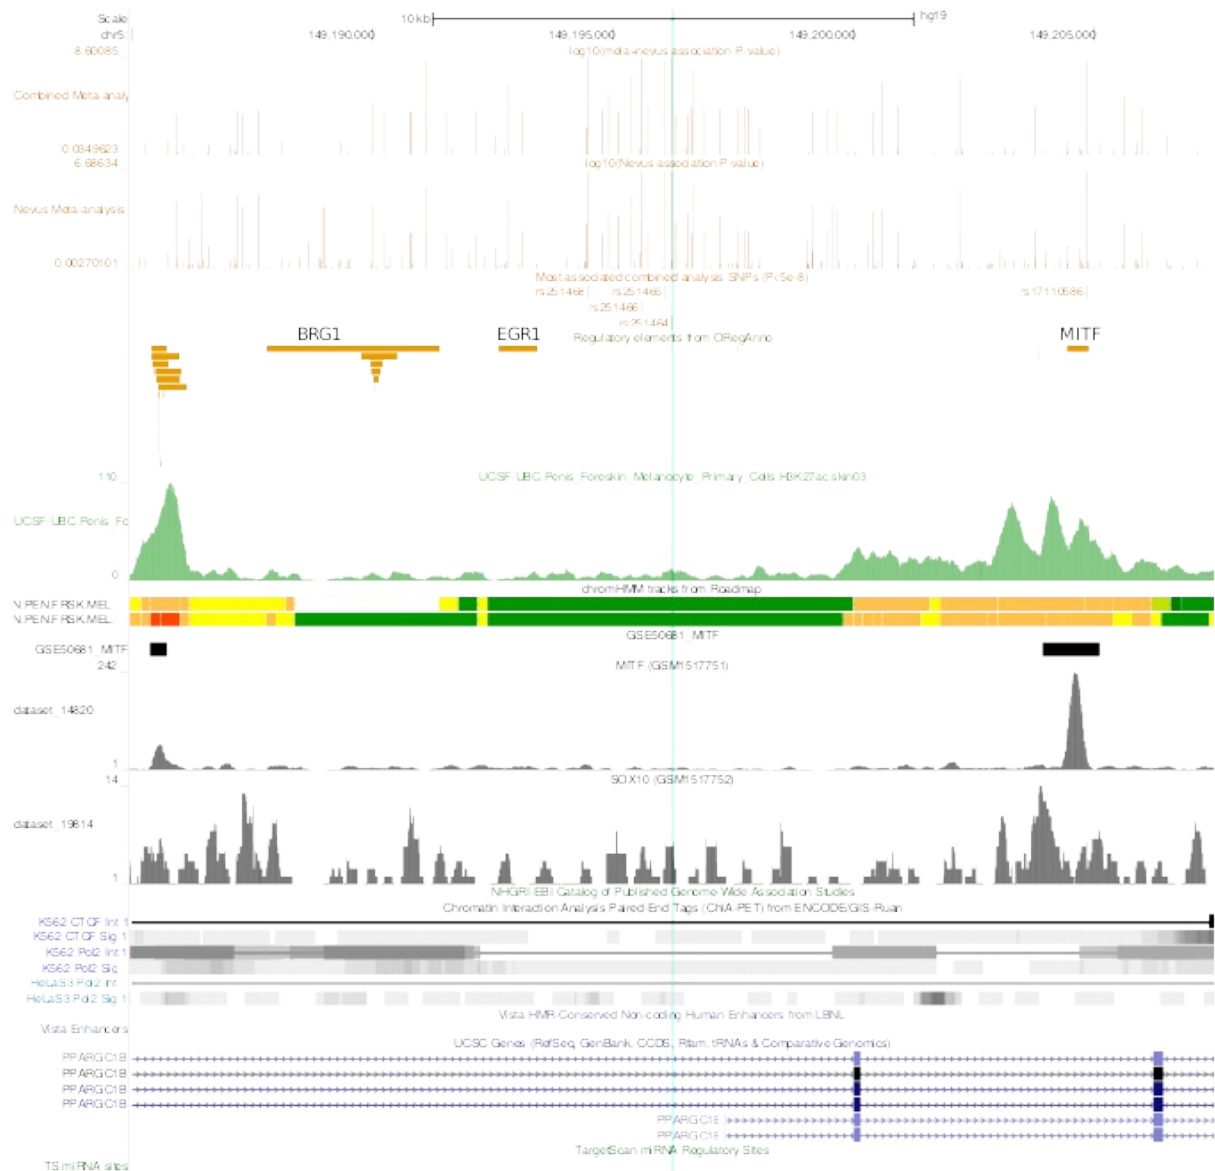 Scale 10 kb hg19
chr5: 149,190,000 149,195,000 149,200,000 149,205,000
8.60085 -log10(meta-nevus association P-value)
Combined Meta-analy
0.0349623
6.68634 -log10(Nevus association P-value)
Nevus Meta-analysis
0.00270101
Most associated combined analysis SNPs (P<5e-8)
rs251468 rs251465 rs17110586
rs251466
rs251464
BRG1 EGR1 MITF
Regulatory elements from ORegAnno
110 UCSF-UBC.Penis_Foreskin_Melanocyte_Primary_Cells.H3K27ac.skin03
UCSF-UBC.Penis_Fo
0
chromHMM tracks from Roadmap
N.PEN.FRSK.MEL
N.PEN.FRSK.MEL.
GSE50681_MITF
GSE50681_MITF
242 MITF (GSM1517751)
dataset_14820
1
SOX10 (GSM1517752)
14
dataset_19814
1
NHGRI-EBI Catalog of Published Genome-Wide Association Studies
Chromatin Interaction Analysis Paired-End Tags (ChIA-PET) from ENCODE/GIS-Ruan
K562 CTCF Int 1
K562 CTCF Sig 1
K562 Pol2 Int 1
K562 Pol2 Sig
HeLaS3 Pol2 Int
HeLaS3 Pol2 Sig 1
Vista HMR-Conserved Non-coding Human Enhancers from LBNL
Vista Enhancers
UCSC Genes (RefSeq, GenBank, CCDS, Rfam, tRNAs & Comparative Genomics)
PPARGC1B
PPARGC1B
PPARGC1B
PPARGC1B
PPARGC1B
PPARGC1B
TargetScan miRNA Regulatory Sites
TS miRNA sites